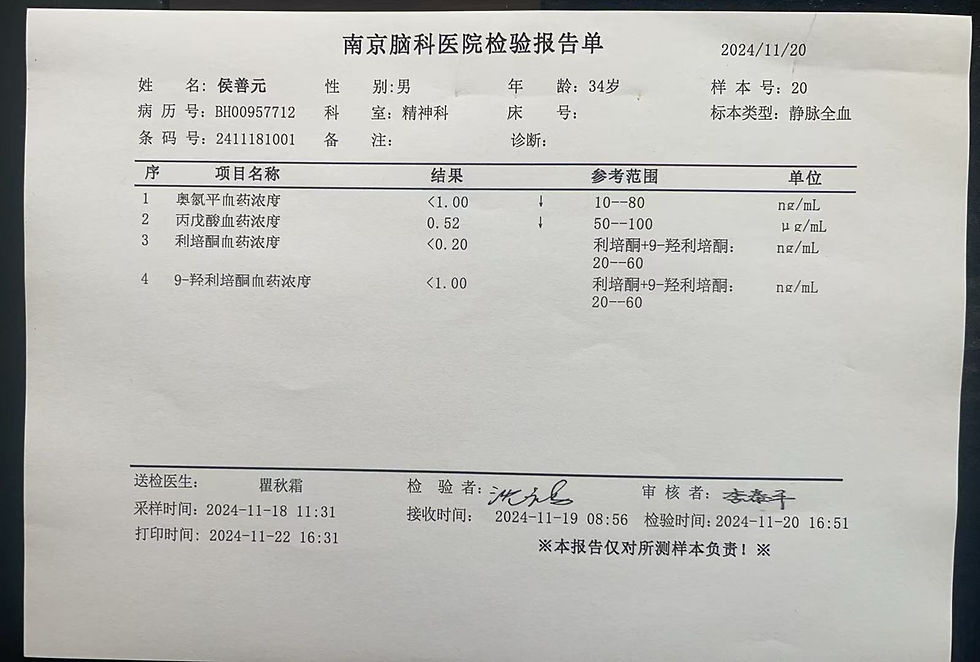 南京脑科医院检验报告单
2024/11/20
姓 名: 侯善元 性 别:男 年 龄: 34岁 样 本 号: 20
病 历 号: BH00957712 科 室: 精神科 床 号: 标本类型: 静脉全血
条 码 号: 2411181001 备 注: 诊断:
序 项目名称 结果 参考范围 单位
1 奥氮平血药浓度 <1.00 ↓ 10--80 ng/mL
2 丙戊酸血药浓度 0.52 ↓ 50--100 μg/mL
3 利培酮血药浓度 <0.20 利培酮+9-羟利培酮: ng/mL
20--60
4 9-羟利培酮血药浓度 <1.00 利培酮+9-羟利培酮: ng/mL
20--60
送检医生: 瞿秋霜 检 验 者: 审 核 者:
采样时间: 2024-11-18 11:31 接收时间: 2024-11-19 08:56 检验时间: 2024-11-20 16:51
打印时间: 2024-11-22 16:31 ※本报告仅对所测样本负责！※